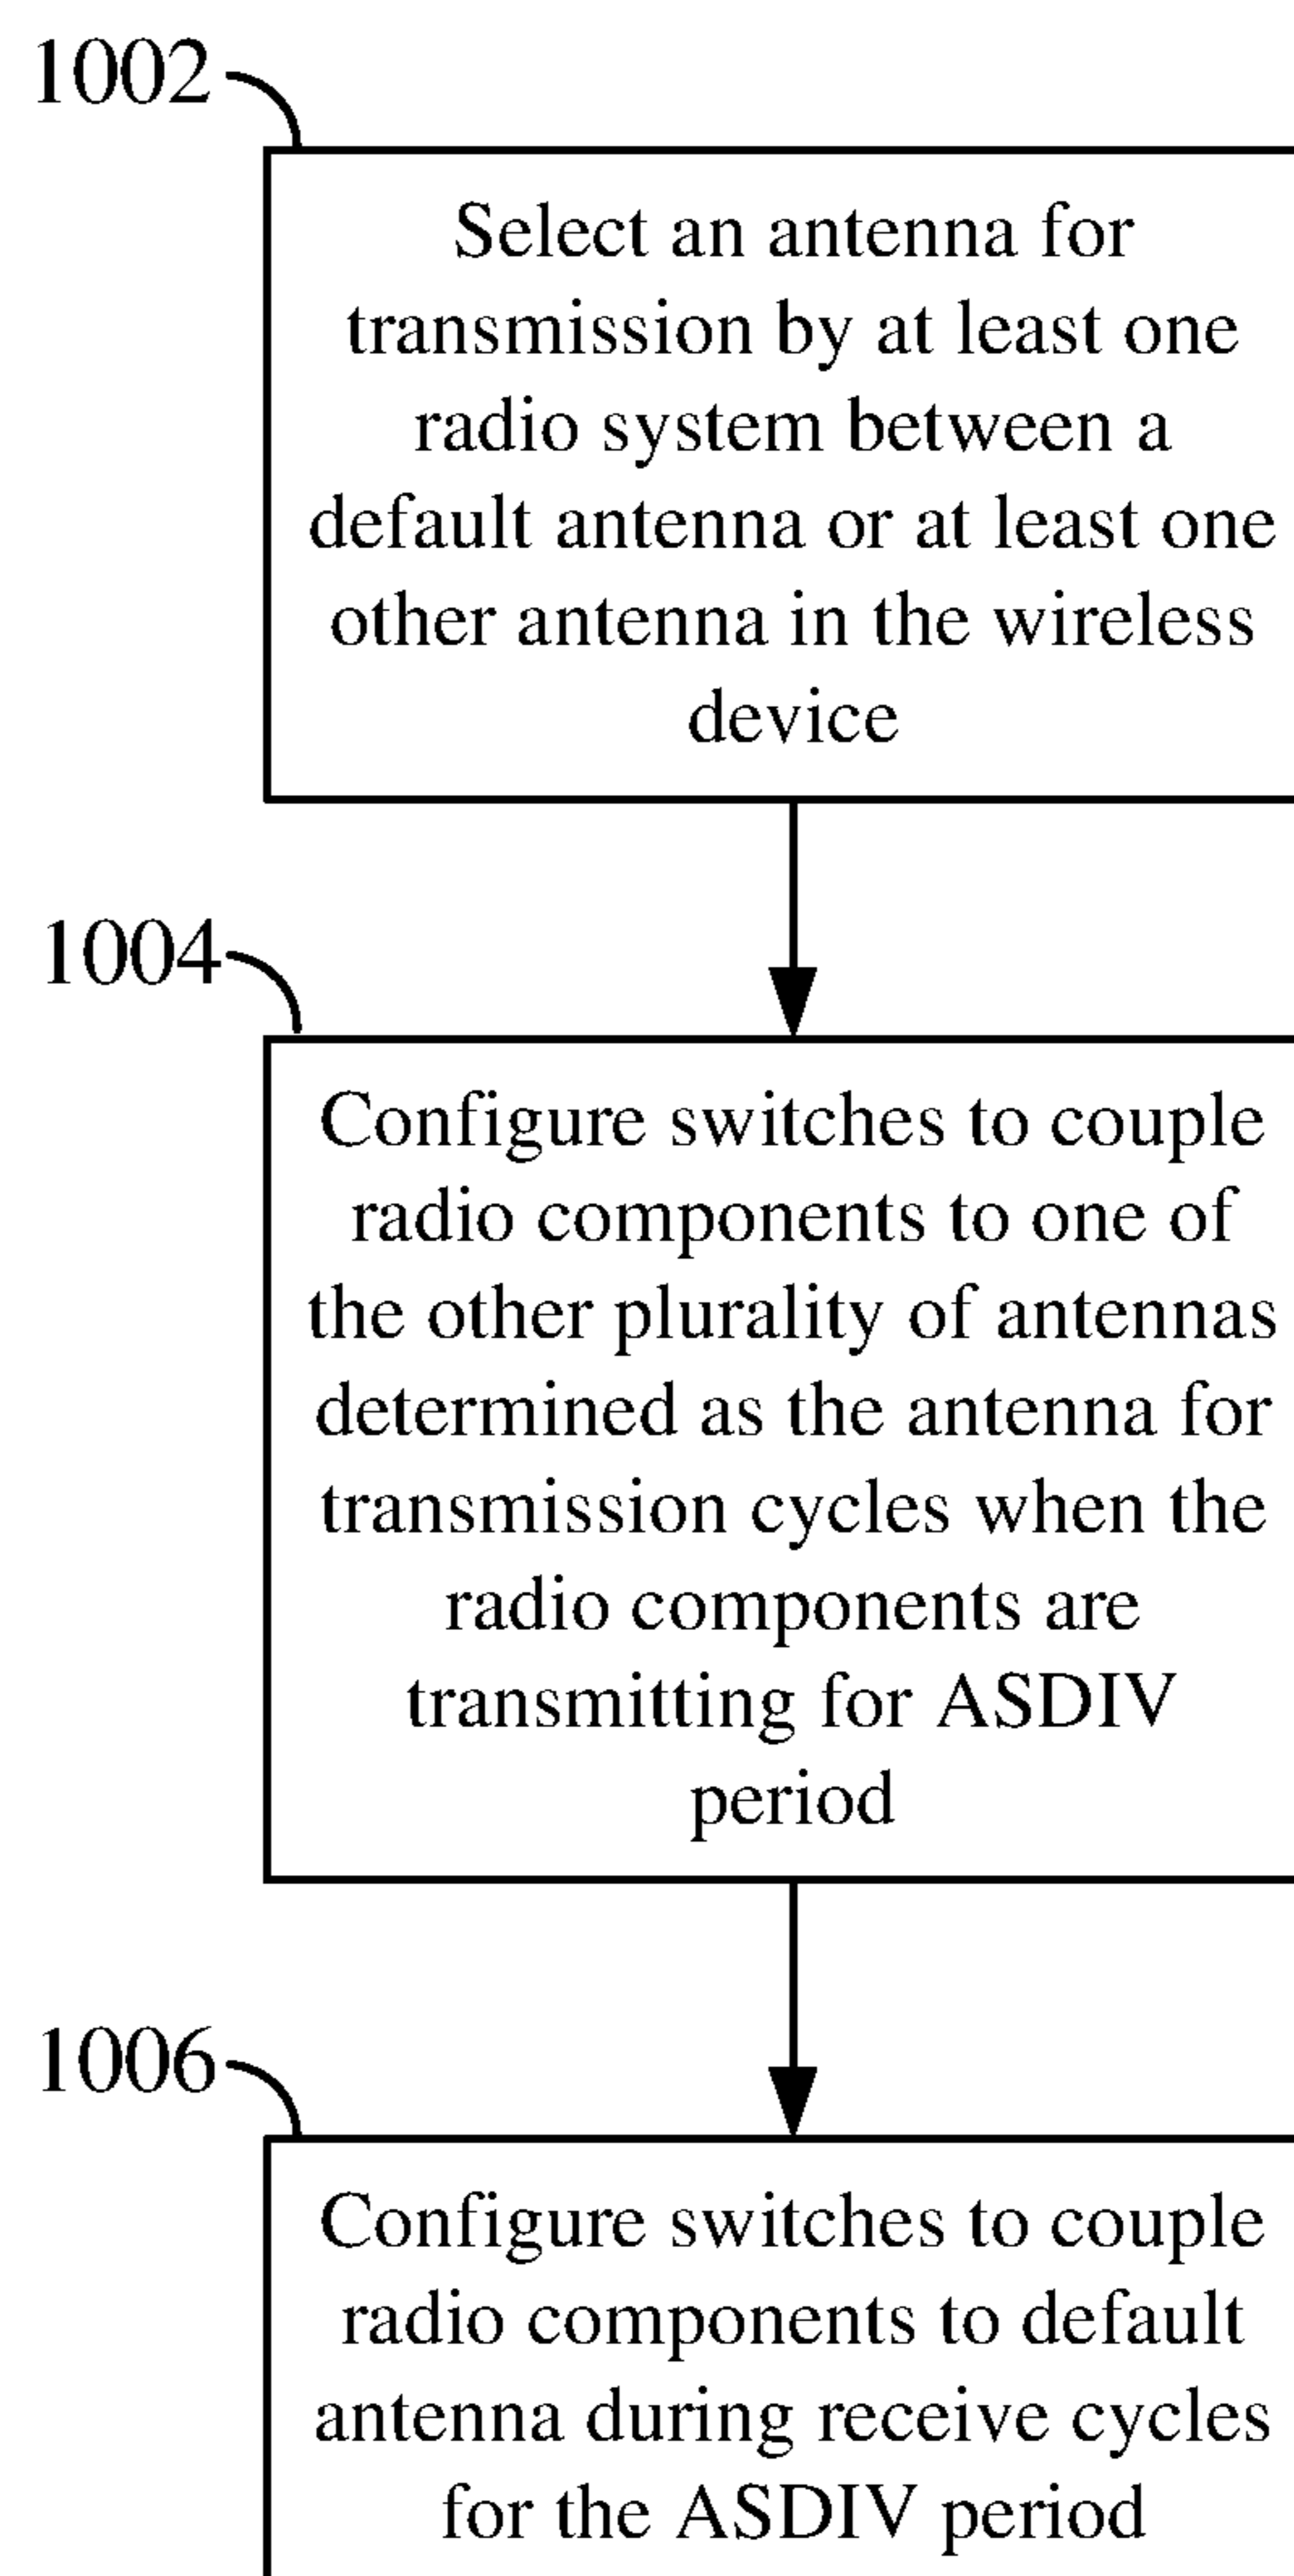 1002
Select an antenna for
transmission by at least one
radio system between a
default antenna or at least one
other antenna in the wireless
device
1004
Configure switches to couple
radio components to one of
the other plurality of antennas
determined as the antenna for
transmission cycles when the
radio components are
transmitting for ASDIV
period
1006
Configure switches to couple
radio components to default
antenna during receive cycles
for the ASDIV period